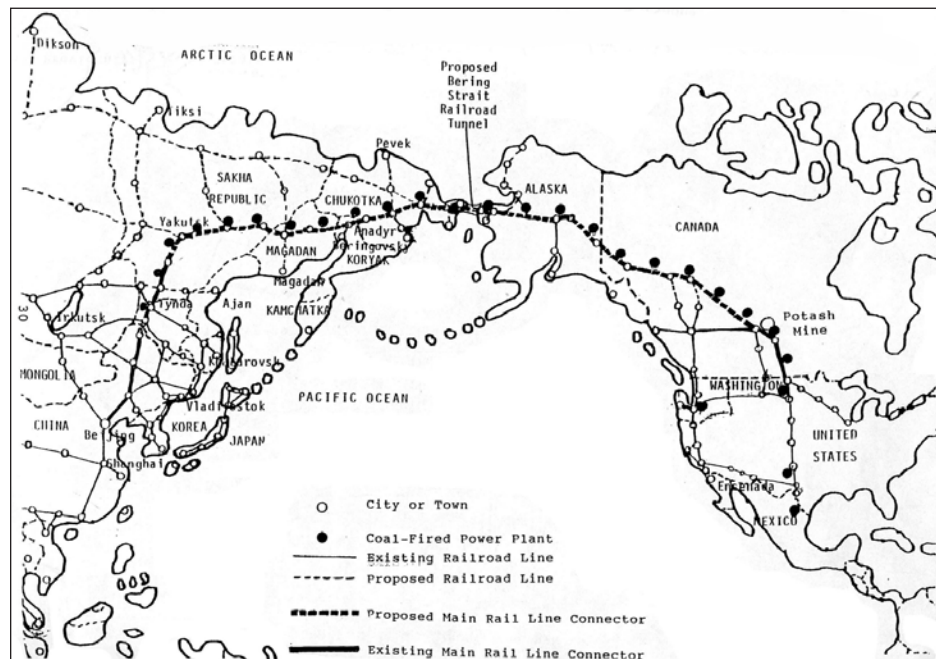 Dikson
ARCTIC OCEAN
Proposed
Bering
Strait
Railroad
Tunnel
Tiksi
Pevek
SAKHA
REPUBLIC
CHUKOTKA
ALASKA
Yakutsk
Anadyr
Beringovski
CANADA
MAGADAN
KORYAK
Magadan
KAMCHATKA
Tynda
Ajan
30
Irkutsk
Potash
Mine
Khabarovsk
MONGOLIA
WASHINGTON
PACIFIC OCEAN
Vladivostok
CHINA
KOREA
JAPAN
Beijing
UNITED
STATES
Shanghai
Ensenada
MEXICO
City or Town
Coal-Fired Power Plant
Existing Railroad Line
Proposed Railroad Line
Proposed Main Rail Line Connector
Existing Main Rail Line Connector